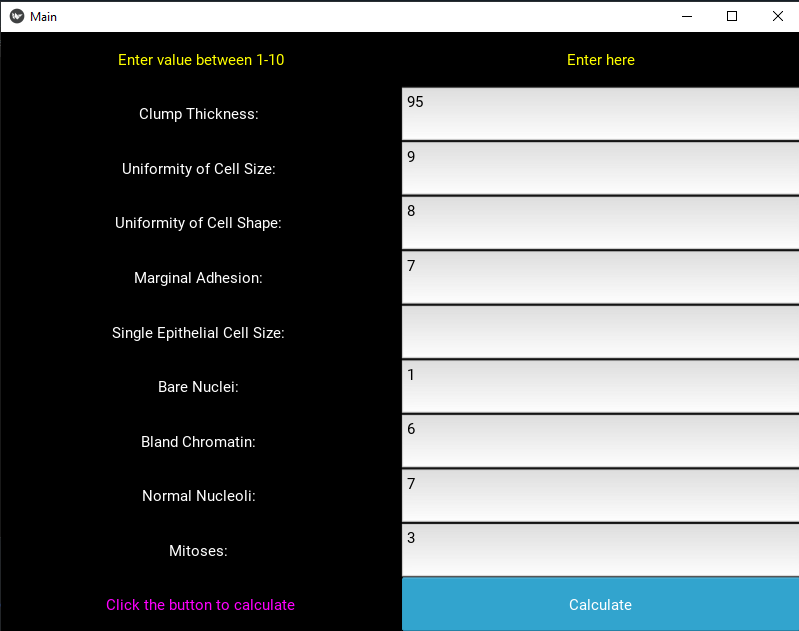 Main
Enter value between 1-10 Enter here
Clump Thickness: 95
Uniformity of Cell Size: 9
Uniformity of Cell Shape: 8
Marginal Adhesion: 7
Single Epithelial Cell Size:
Bare Nuclei: 1
Bland Chromatin: 6
Normal Nucleoli: 7
Mitoses: 3
Click the button to calculate Calculate